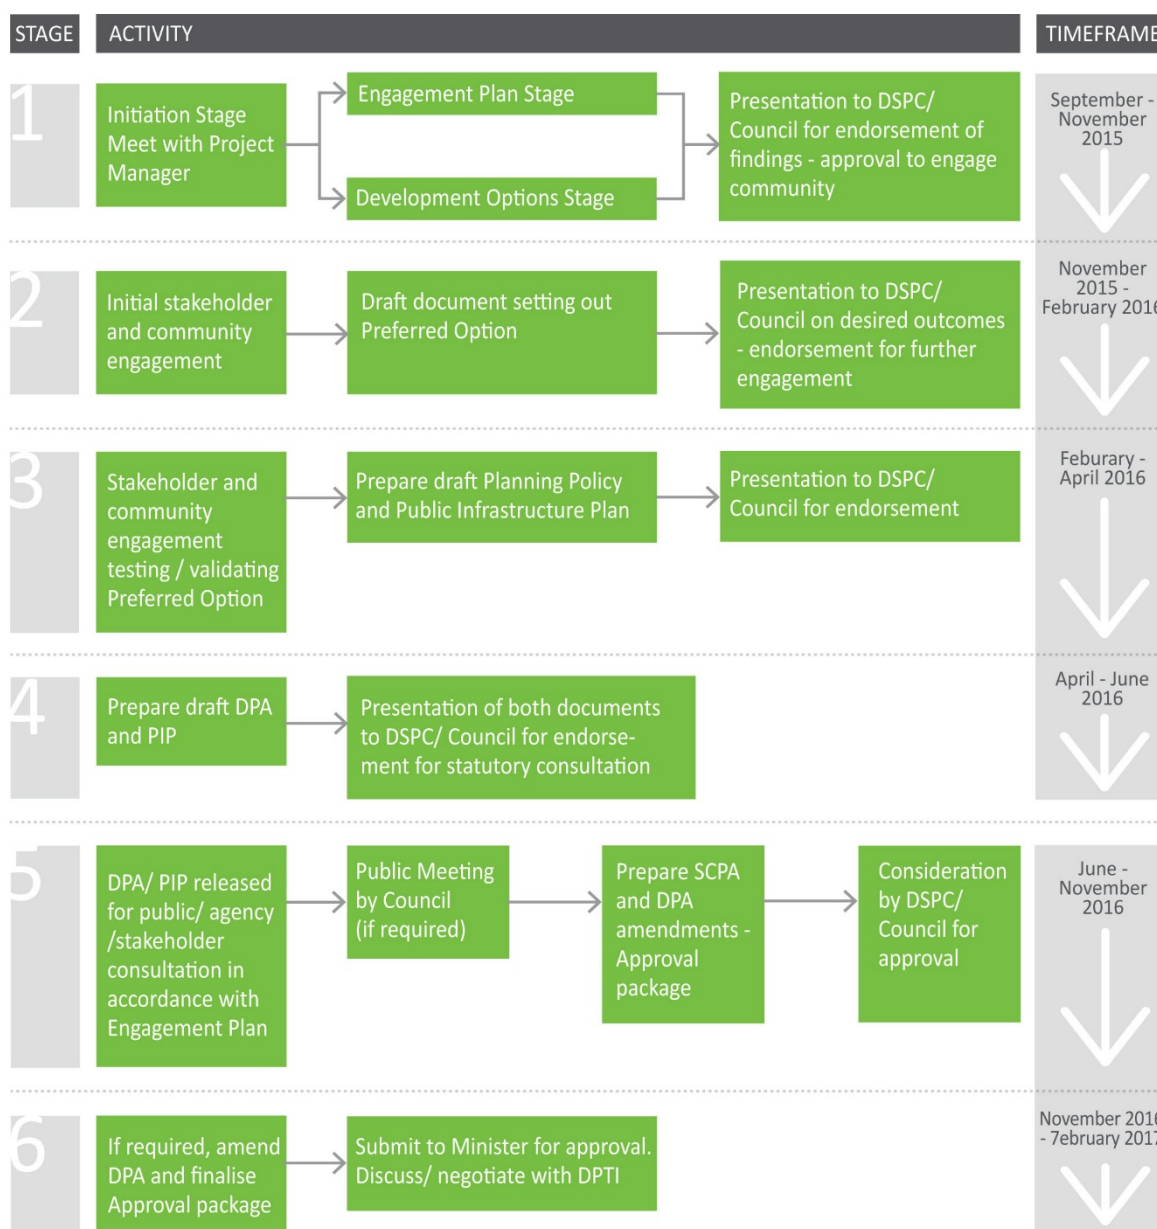 STAGE
ACTIVITY
TIMEFRAME
1
Initiation Stage
Meet with Project
Manager
Engagement Plan Stage
Development Options Stage
Presentation to DSPC/
Council for endorsement of
findings - approval to engage
community
September -
November
2015
2
Initial stakeholder
and community
engagement
Draft document setting out
Preferred Option
Presentation to DSPC/
Council on desired outcomes
- endorsement for further
engagement
November
2015 -
February 2016
3
Stakeholder and
community
engagement
testing / validating
Preferred Option
Prepare draft Planning Policy
and Public Infrastructure Plan
Presentation to DSPC/
Council for endorsement
Feburary -
April 2016
4
Prepare draft DPA
and PIP
Presentation of both documents
to DSPC/ Council for endorse-
ment for statutory consultation
April - June
2016
5
DPA/ PIP released
for public/ agency
/stakeholder
consultation in
accordance with
Engagement Plan
Public Meeting
by Council
(if required)
Prepare SCPA
and DPA
amendments -
Approval
package
Consideration
by DSPC/
Council for
approval
June -
November
2016
6
If required, amend
DPA and finalise
Approval package
Submit to Minister for approval.
Discuss/ negotiate with DPTI
November 2016
- 7ebruary 2017